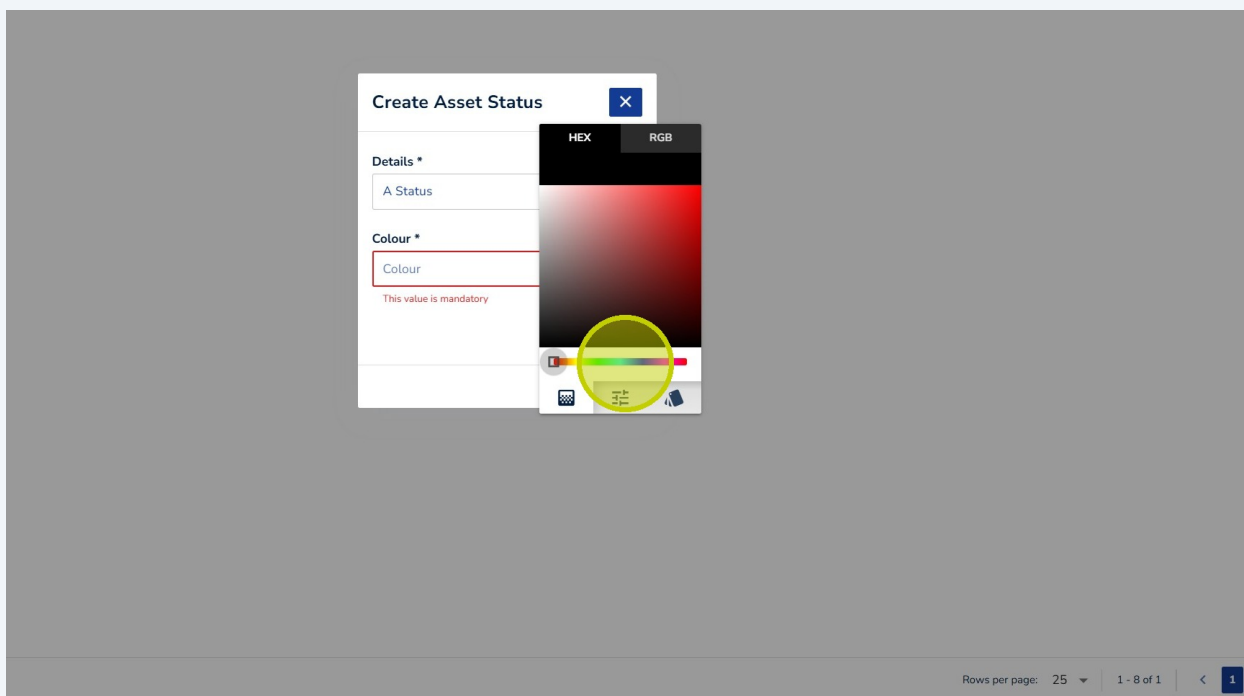 Create Asset Status
HEX RGB
Details *
A Status
Colour *
Colour
This value is mandatory
Rows per page: 25 1 - 8 of 1 1